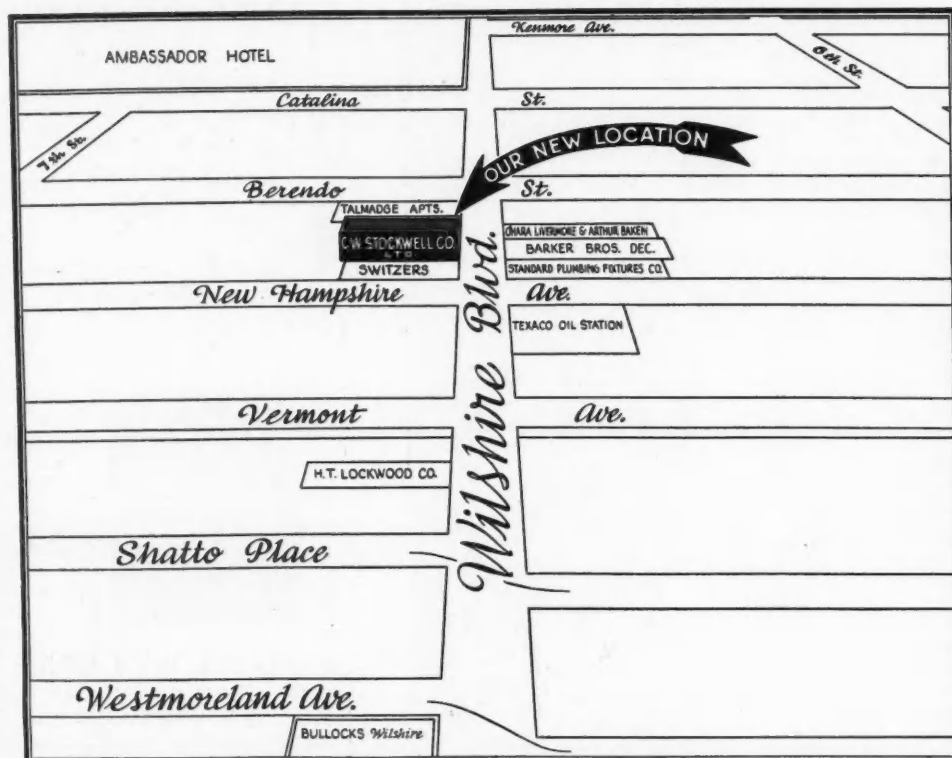 Kenmore Ave.
AMBASSADOR HOTEL
6th St.
Catalina St.
7th St.
OUR NEW LOCATION
Berendo St.
TALMADGE APTS.
C.W. STOCKWELL CO.
LTD
SWITZERS
OHARA LIVERMORE & ARTHUR BAKEN
BARKER BROS. DEC.
STANDARD PLUMBING FIXTURES CO.
New Hampshire Ave.
TEXACO OIL STATION
Wilshire Blvd.
Vermont Ave.
H.T. LOCKWOOD CO.
Shatto Place
Westmoreland Ave.
BULLOCKS Wilshire